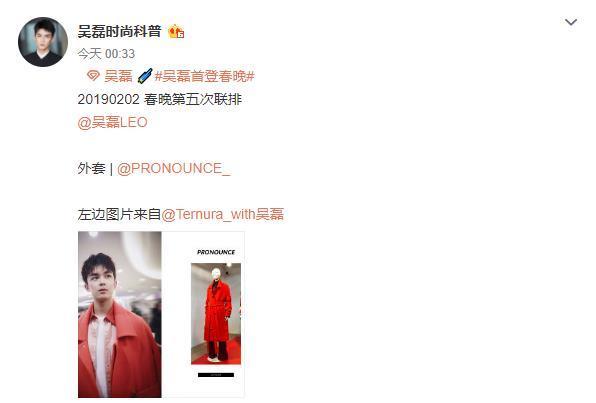 吴磊时尚科普
今天 00:33
吴磊 #吴磊首登春晚#
20190202 春晚第五次联排
@吴磊LEO
外套 | @PRONOUNCE_
左边图片来自@Ternura_with吴磊
PRONOUNCE